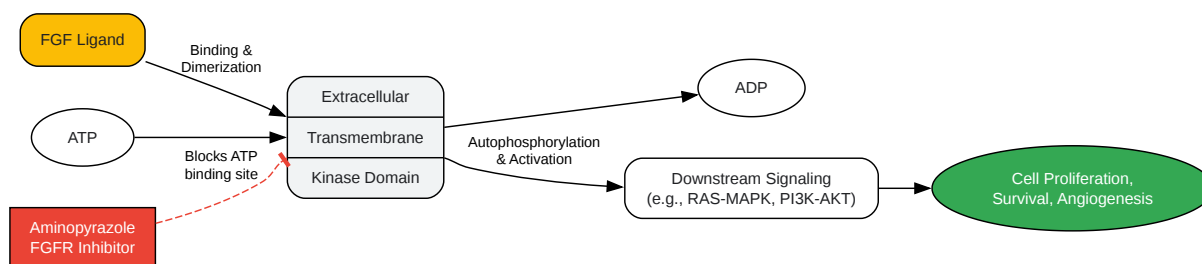 FGF Ligand
Binding &
Dimerization
ATP
Blocks ATP
binding site
Aminopyrazole
FGFR Inhibitor
Extracellular
Transmembrane
Kinase Domain
ADP
Autophosphorylation
& Activation
Downstream Signaling
(e.g., RAS-MAPK, PI3K-AKT)
Cell Proliferation,
Survival, Angiogenesis